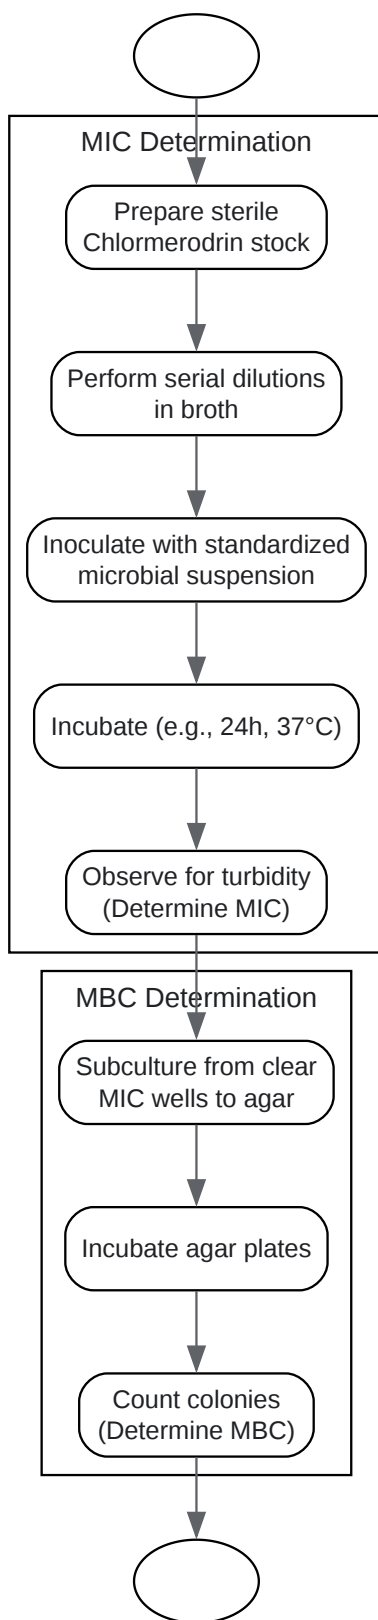 MIC Determination
Prepare sterile
Chlormerodrin stock
Perform serial dilutions
in broth
Inoculate with standardized
microbial suspension
Incubate (e.g., 24h, 37°C)
Observe for turbidity
(Determine MIC)
MBC Determination
Subculture from clear
MIC wells to agar
Incubate agar plates
Count colonies
(Determine MBC)